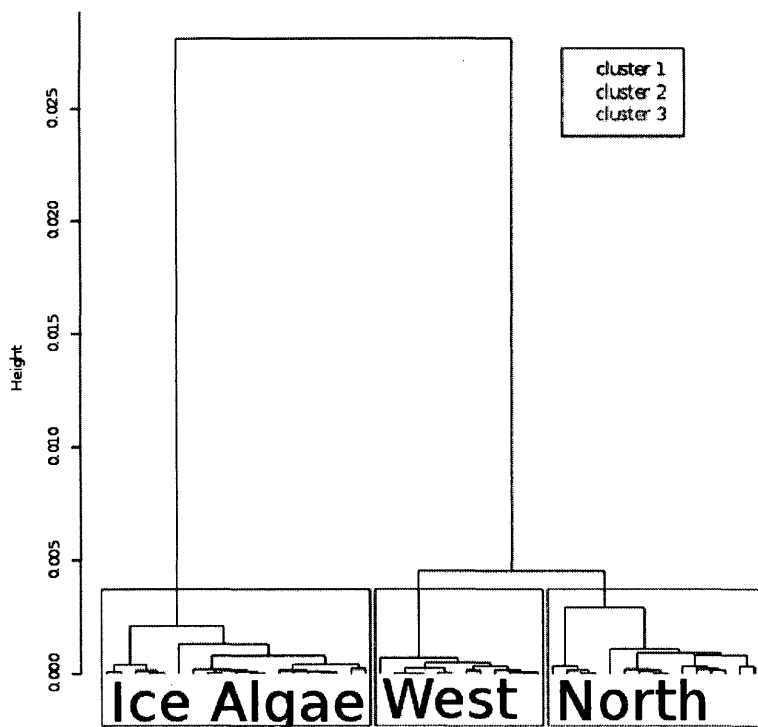 cluster 1
cluster 2
cluster 3
Height
0.025
0.020
0.015
0.010
0.005
0.000
Ice Algae
West
North